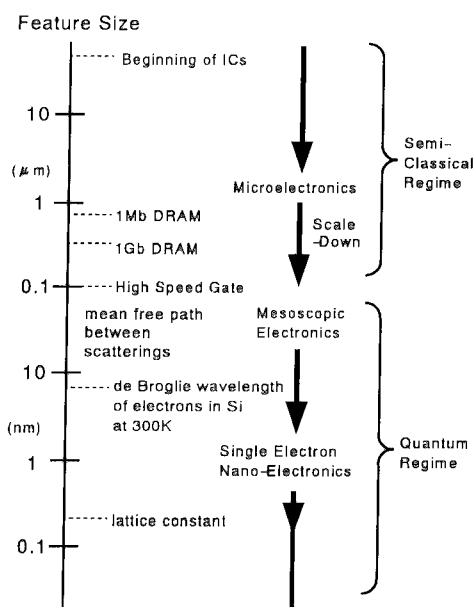 Feature Size
Beginning of ICs
10
(μm)
Semi-
Classical
Regime
Microelectronics
1
1Mb DRAM
Scale
-Down
1Gb DRAM
0.1
High Speed Gate
mean free path
between
scatterings
Mesoscopic
Electronics
10
de Broglie wavelength
of electrons in Si
at 300K
(nm)
Single Electron
Nano-Electronics
Quantum
Regime
1
lattice constant
0.1